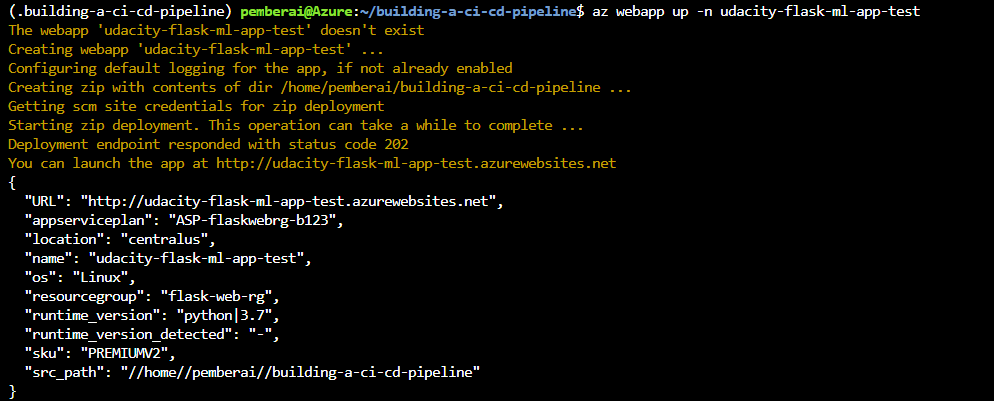 (.building-a-ci-cd-pipeline) pemberai@Azure:~/building-a-ci-cd-pipeline$ az webapp up -n udacity-flask-ml-app-test
The webapp 'udacity-flask-ml-app-test' doesn't exist
Creating webapp 'udacity-flask-ml-app-test' ...
Configuring default logging for the app, if not already enabled
Creating zip with contents of dir /home/pemberai/building-a-ci-cd-pipeline ...
Getting scm site credentials for zip deployment
Starting zip deployment. This operation can take a while to complete ...
Deployment endpoint responded with status code 202
You can launch the app at http://udacity-flask-ml-app-test.azurewebsites.net
{
  "URL": "http://udacity-flask-ml-app-test.azurewebsites.net",
  "appserviceplan": "ASP-flaskwebrg-b123",
  "location": "centralus",
  "name": "udacity-flask-ml-app-test",
  "os": "Linux",
  "resourcegroup": "flask-web-rg",
  "runtime_version": "python|3.7",
  "runtime_version_detected": "-",
  "sku": "PREMIUMV2",
  "src_path": "//home//pemberai//building-a-ci-cd-pipeline"
}